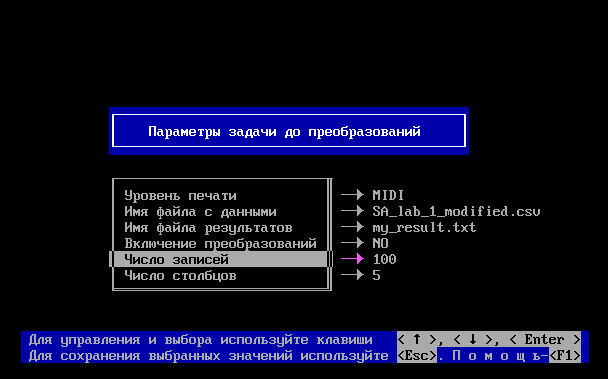 Параметры задачи до преобразований
Уровень печати → MIDI
Имя файла с данными → SA_lab_1_modified.csv
Имя файла результатов → my_result.txt
Включение преобразований → NO
Число записей → 100
Число столбцов → 5
Для управления и выбора используйте клавиши < ↑ >, < ↓ >, < Enter >
Для сохранения выбранных значений используйте <Esc>. П о м о щ ь-<F1>